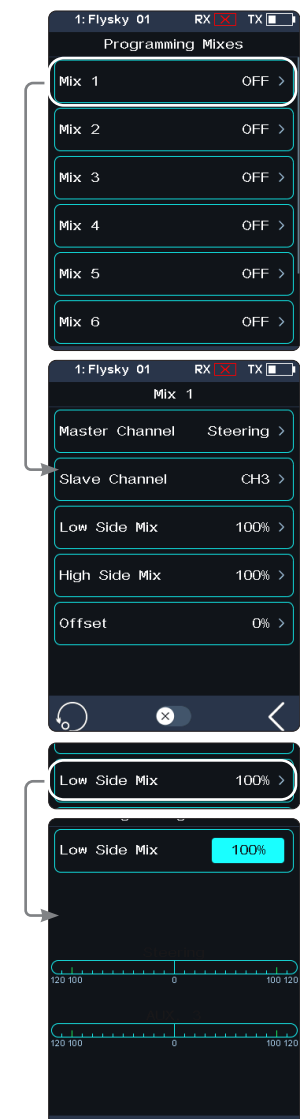 1: Flysky 01 RX TX
Programming Mixes
Mix 1 OFF >
Mix 2 OFF >
Mix 3 OFF >
Mix 4 OFF >
Mix 5 OFF >
Mix 6 OFF >
1: Flysky 01 RX TX
Mix 1
Master Channel Steering >
Slave Channel CH3 >
Low Side Mix 100% >
High Side Mix 100% >
Offset 0% >
Low Side Mix 100% >
Low Side Mix 100%
120 100 0 100 120
120 100 0 100 120